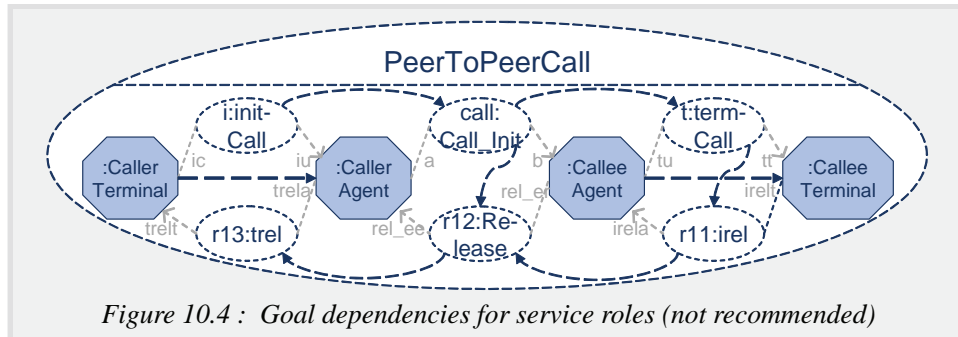 PeerToPeerCall
i:init-
Call
call:
Call_Init
t:term-
Call
:Caller
Terminal
ic
iu
:Caller
Agent
a
b
:Callee
Agent
tu
tt
:Callee
Terminal
trela
rel_er
irelt
trelt
r13:trel
rel_ee
r12:Re-
lease
irela
r11:irel
Figure 10.4 : Goal dependencies for service roles (not recommended)